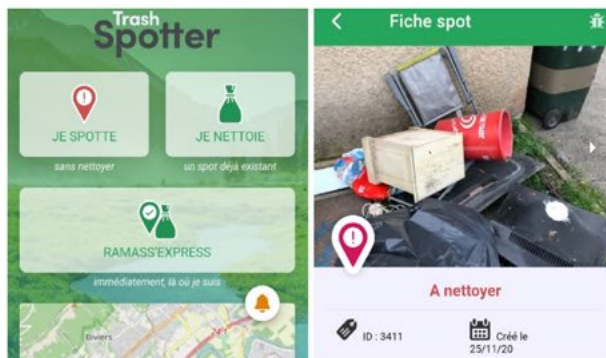 Trash
Spotter
JE SPOTTE
sans nettoyer
JE NETTOIE
un spot déjà existant
RAMASS'EXPRESS
immédiatement, là où je suis
Biviers
Fiche spot
A nettoyer
ID : 3411
Créé le
25/11/20